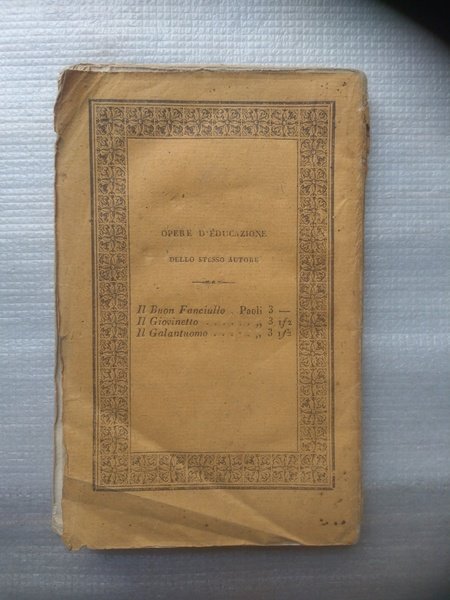 OPERE D'ÉDUCAZIONE
DELLO STESSO AUTORE
Il Buon Fanciullo . Paoli 3 —
Il Giovinetto . . . . . . „ 3 1/2
Il Galantuomo . . . . . „ 3 1/2